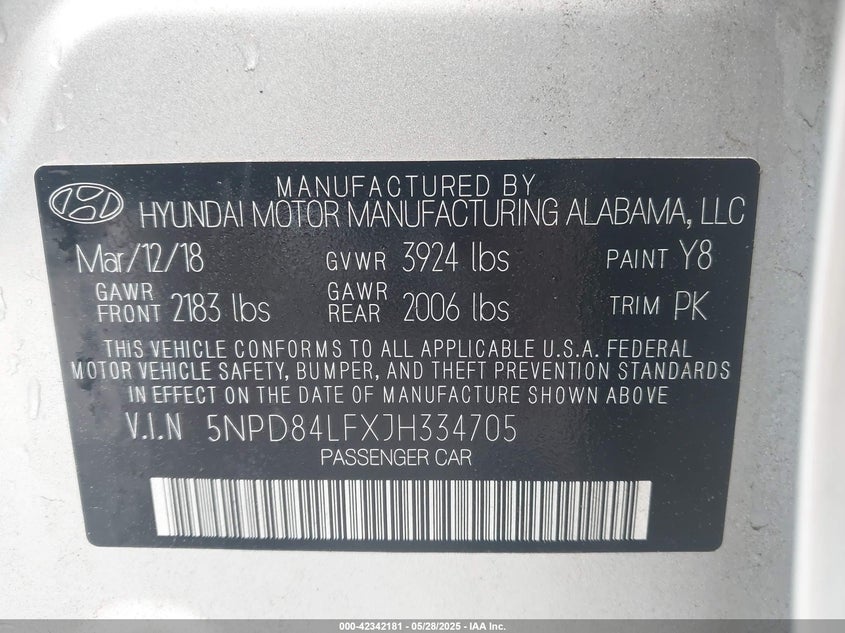 MANUFACTURED BY
HYUNDAI MOTOR MANUFACTURING ALABAMA, LLC
Mar/12/18 GVWR 3924 lbs PAINT Y8
GAWR FRONT 2183 lbs GAWR REAR 2006 lbs TRIM PK
THIS VEHICLE CONFORMS TO ALL APPLICABLE U.S.A. FEDERAL
MOTOR VEHICLE SAFETY, BUMPER, AND THEFT PREVENTION STANDARDS
IN EFFECT ON THE DATE OF MANUFACTURE SHOWN ABOVE
V.I.N 5NPD84LFXJH334705
PASSENGER CAR
000-42342181 - 05/28/2025 - IAA Inc.